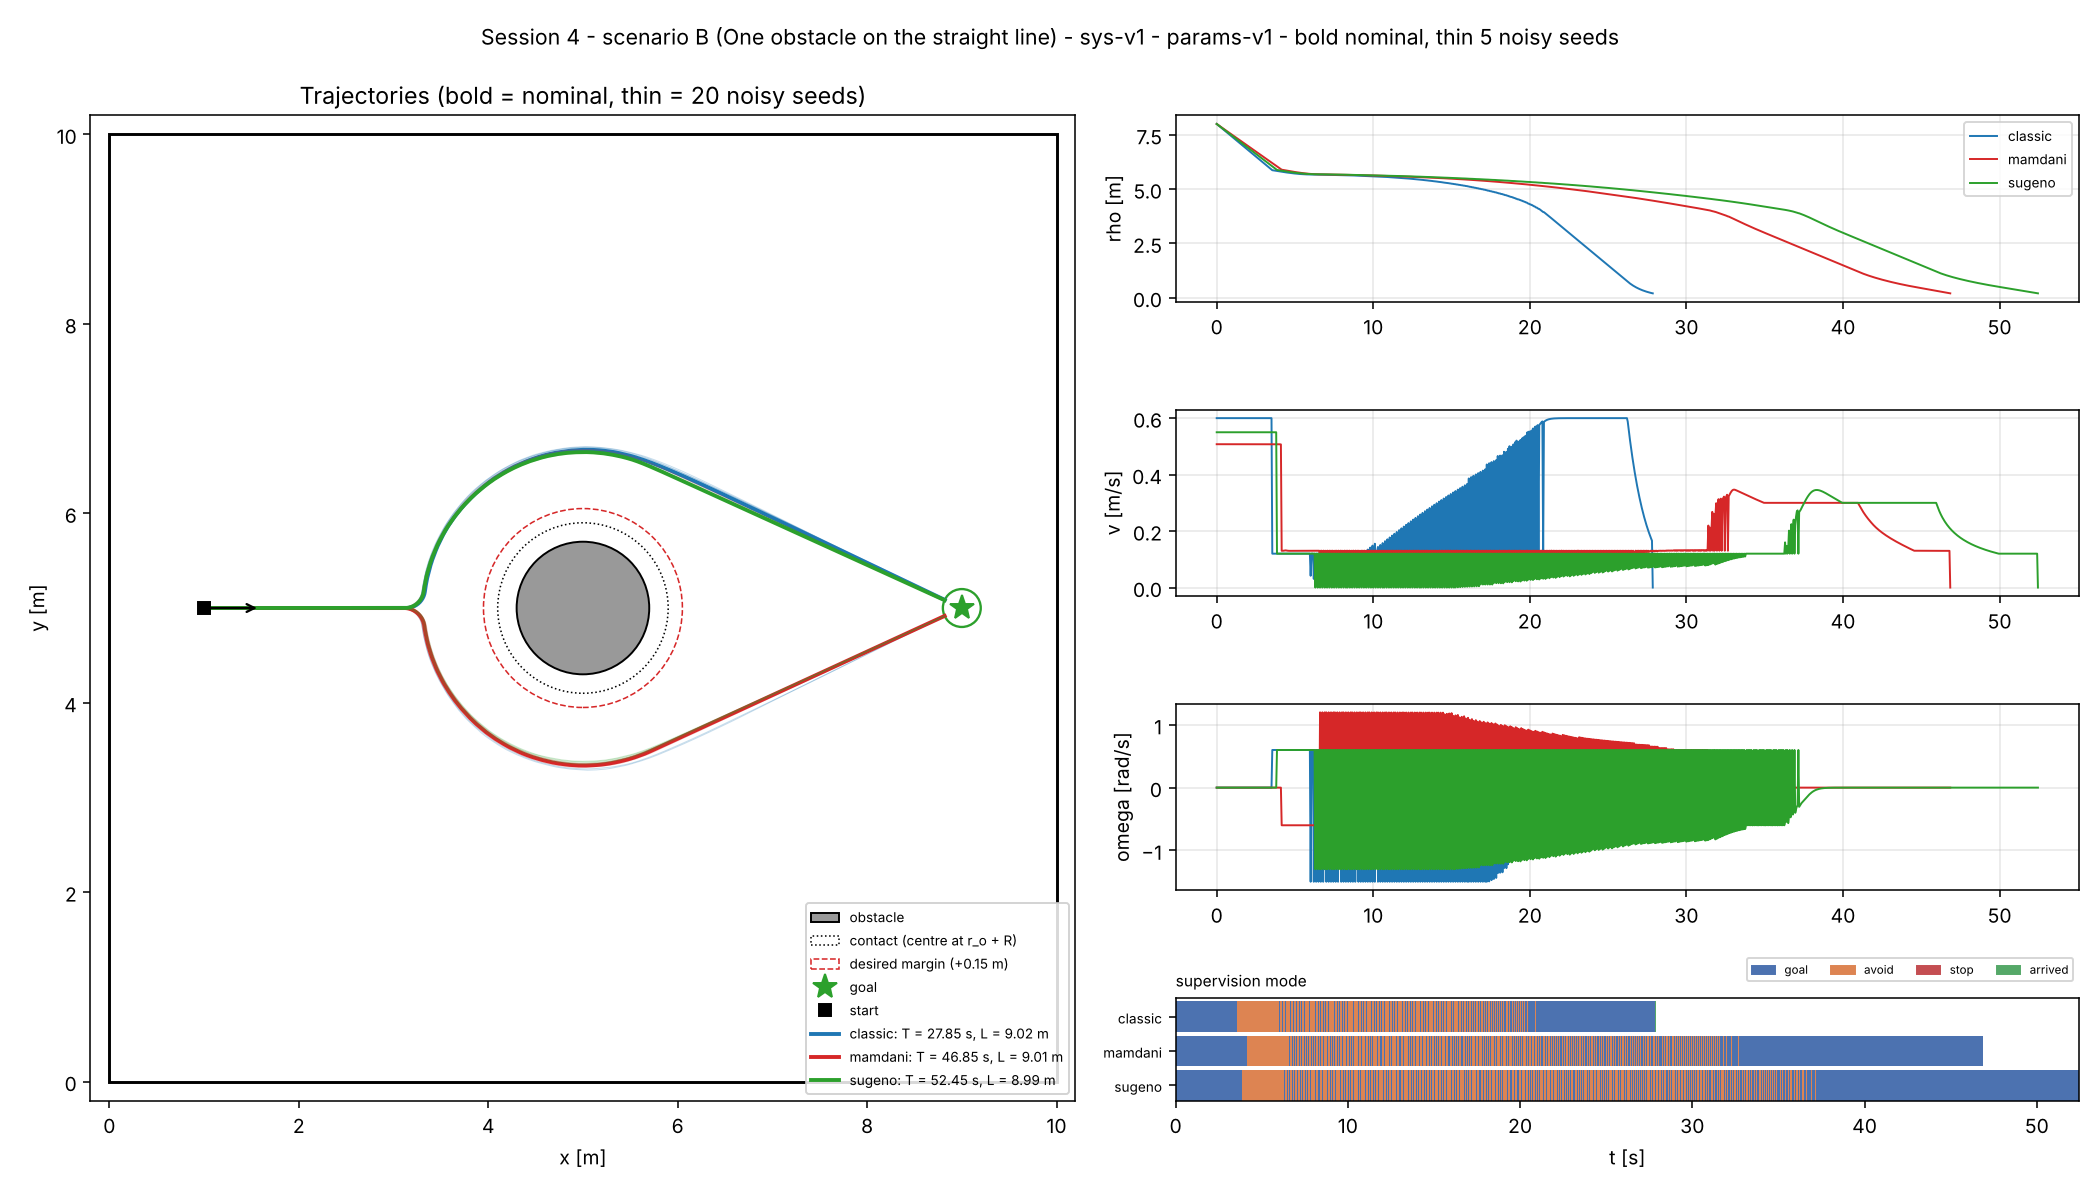 Session 4 - scenario B (One obstacle on the straight line) - sys-v1 - params-v1 - bold nominal, thin 5 noisy seeds
Trajectories (bold = nominal, thin = 20 noisy seeds)
10
8
6
4
2
0
y [m]
0 2 4 6 8 10
x [m]
obstacle
contact (centre at r_o + R)
desired margin (+0.15 m)
goal
start
classic: T = 27.85 s, L = 9.02 m
mamdani: T = 46.85 s, L = 9.01 m
sugeno: T = 52.45 s, L = 8.99 m
7.5
5.0
2.5
0.0
rho [m]
classic
mamdani
sugeno
0 10 20 30 40 50
0.6
0.4
0.2
0.0
v [m/s]
0 10 20 30 40 50
1
0
−1
omega [rad/s]
0 10 20 30 40 50
supervision mode
goal avoid stop arrived
classic
mamdani
sugeno
0 10 20 30 40 50
t [s]